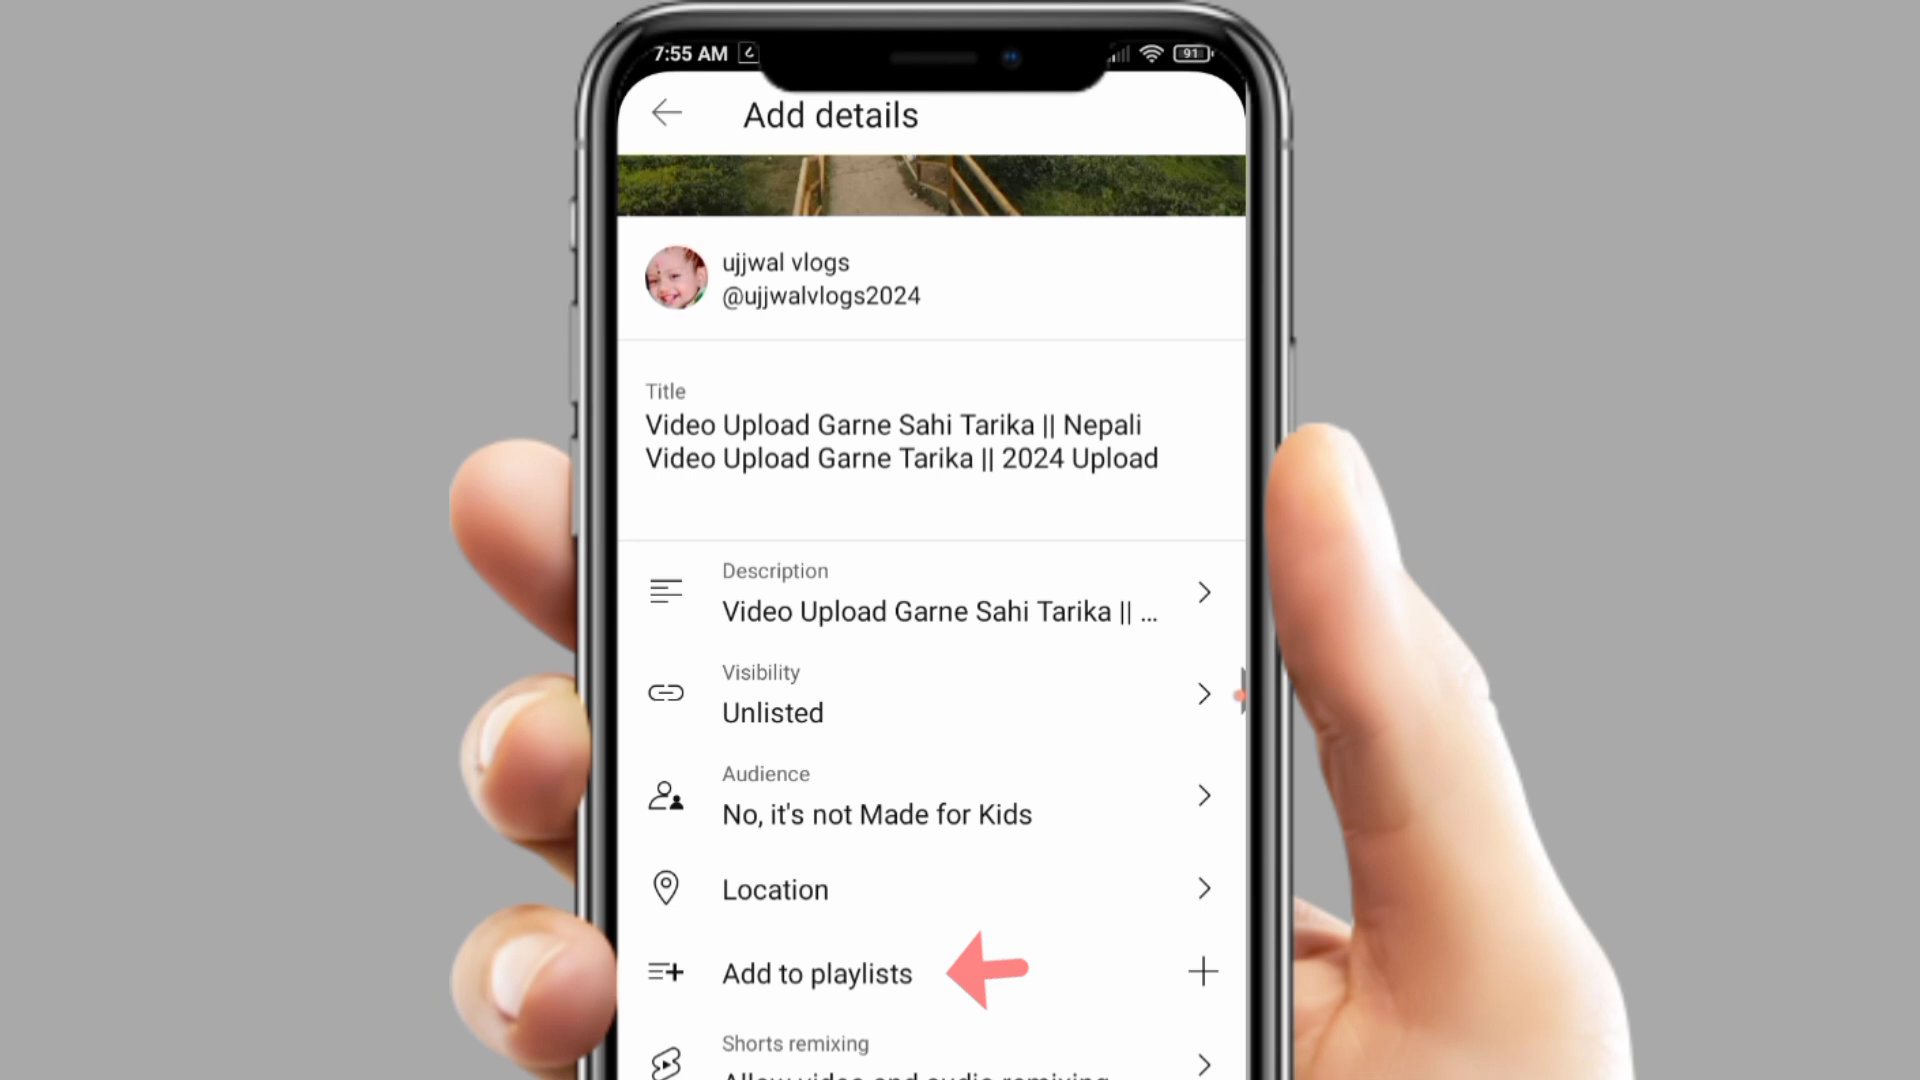 7:55 AM
91
Add details
ujjwal vlogs
@ujjwalvlogs2024
Title
Video Upload Garne Sahi Tarika || Nepali
Video Upload Garne Tarika || 2024 Upload
Description
Video Upload Garne Sahi Tarika || ...
Visibility
Unlisted
Audience
No, it's not Made for Kids
Location
Add to playlists
Shorts remixing
Allow video and audio remixing